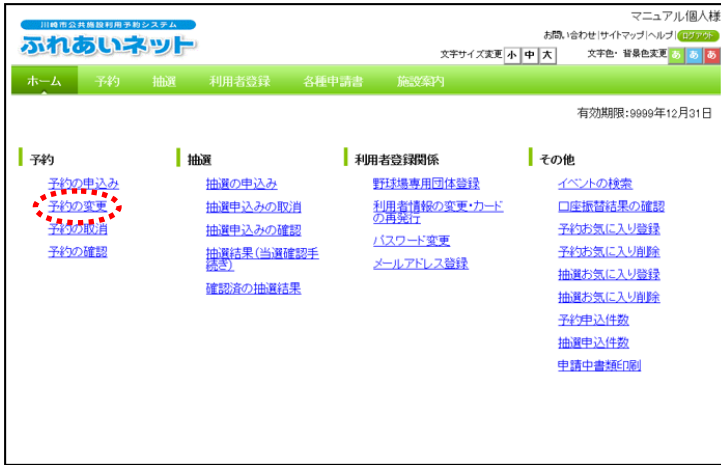 マニュアル個人様
川崎市公共施設利用予約システム
ふれあいネット
お問い合わせ|サイトマップ|ヘルプ|ログアウト
文字サイズ変更 小 中 大 文字色・背景色変更 あ あ あ
ホーム 予約 抽選 利用者登録 各種申請書 施設案内
有効期限:9999年12月31日
予約
予約の申込み
予約の変更
予約の取消
予約の確認
抽選
抽選の申込み
抽選申込みの取消
抽選申込みの確認
抽選結果(当選確認手
続き)
確認済の抽選結果
利用者登録関係
野球場専用団体登録
利用者情報の変更・カード
の再発行
パスワード変更
メールアドレス登録
その他
イベントの検索
口座振替結果の確認
予約お気に入り登録
予約お気に入り削除
抽選お気に入り登録
抽選お気に入り削除
予約申込件数
抽選申込件数
申請中書類印刷